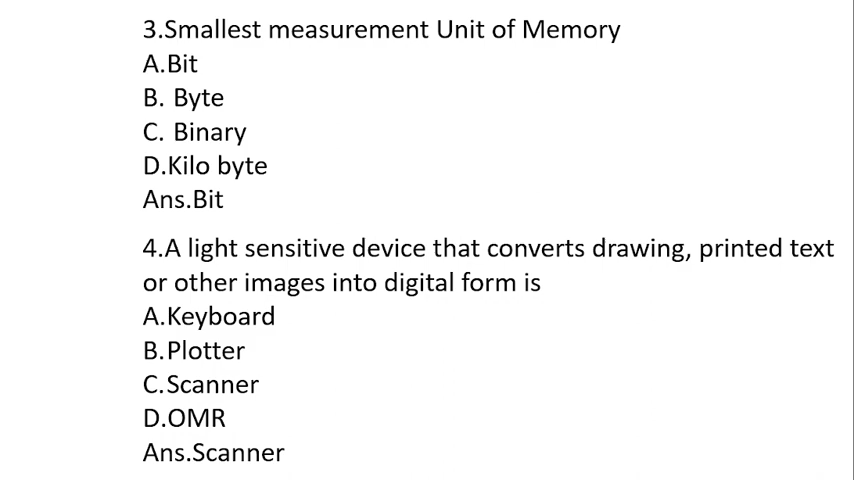 3.Smallest measurement Unit of Memory
A.Bit
B. Byte
C. Binary
D.Kilo byte
Ans.Bit
4.A light sensitive device that converts drawing, printed text
or other images into digital form is
A.Keyboard
B.Plotter
C.Scanner
D.OMR
Ans.Scanner